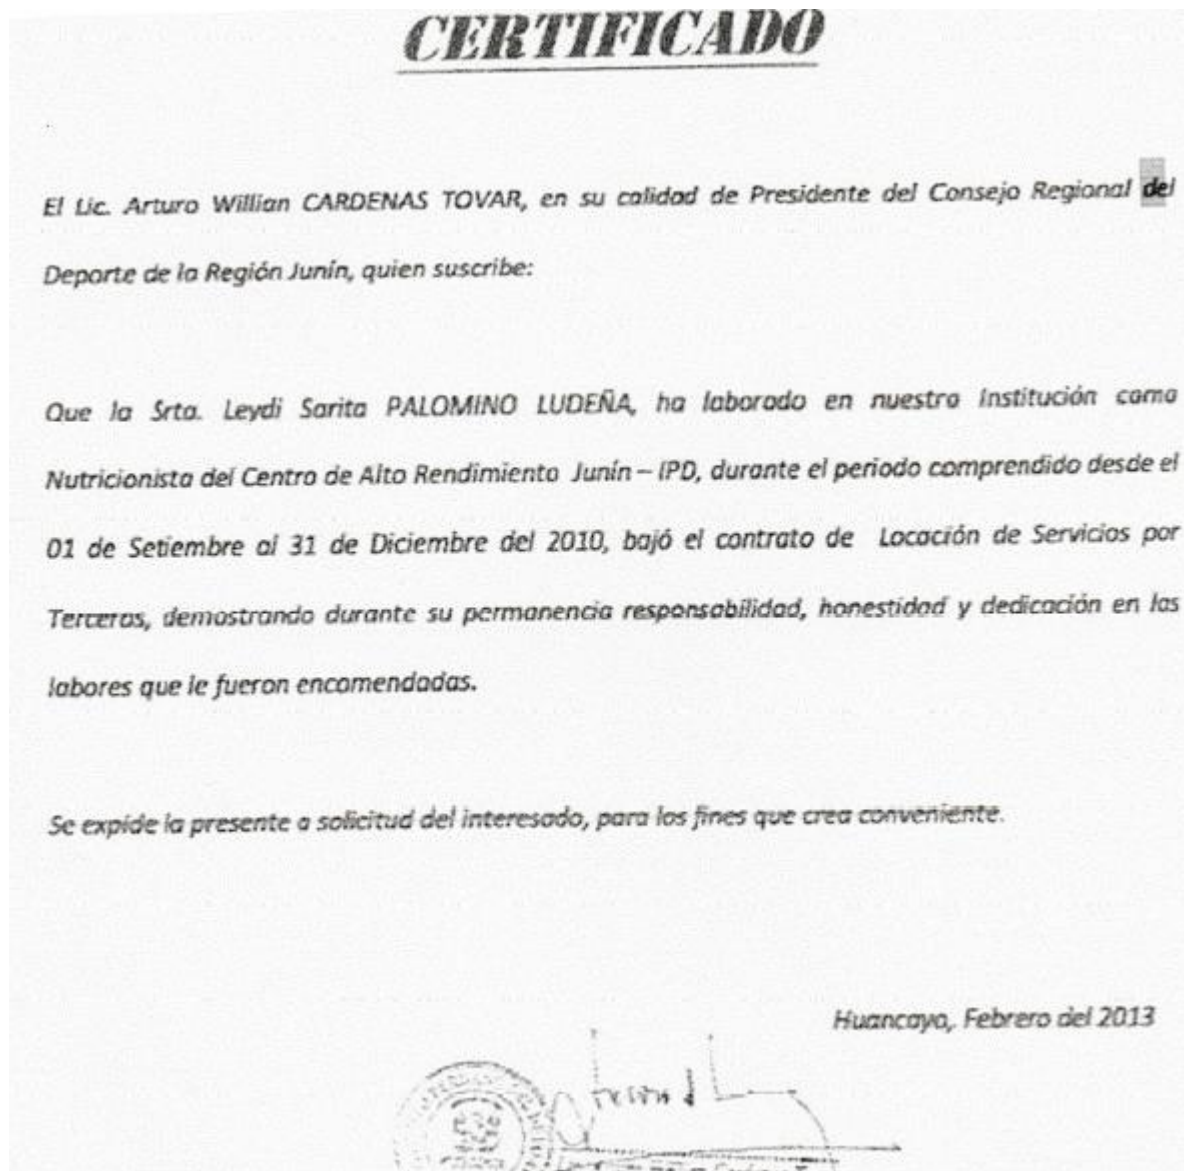 CERTIFICADO
El Lic. Arturo Willian CARDENAS TOVAR, en su calidad de Presidente del Consejo Regional del
Deporte de la Región Junín, quien suscribe:
Que la Srta. Leydi Sarita PALOMINO LUDEÑA, ha laborado en nuestra Institución como
Nutricionista del Centro de Alto Rendimiento Junín – IPD, durante el periodo comprendido desde el
01 de Setiembre al 31 de Diciembre del 2010, bajó el contrato de Locación de Servicios por
Terceros, demostrando durante su permanencia responsabilidad, honestidad y dedicación en las
labores que le fueron encomendadas.
Se expide la presente a solicitud del interesado, para los fines que crea conveniente.
Huancayo, Febrero del 2013